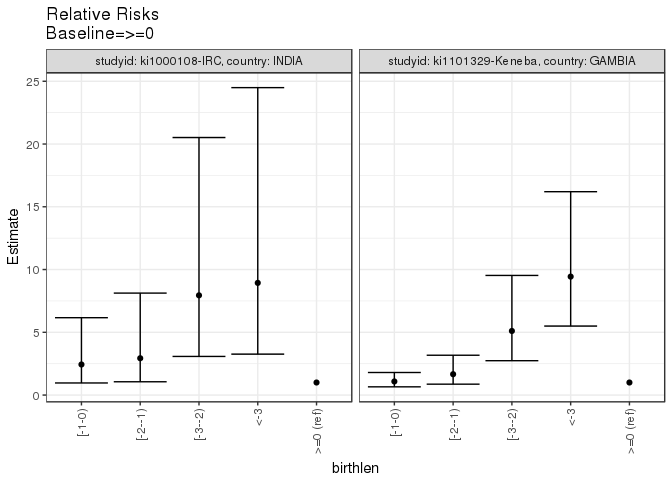 Relative Risks
Baseline=>=0
studyid: ki1000108-IRC, country: INDIA
studyid: ki1101329-Keneba, country: GAMBIA
Estimate
25
20
15
10
5
0
[-1-0)
[-2--1)
[-3--2)
<-3
>=0 (ref)
[-1-0)
[-2--1)
[-3--2)
<-3
>=0 (ref)
birthlen